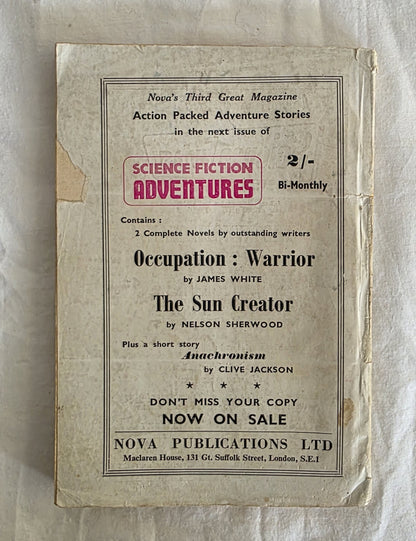 Nova's Third Great Magazine
Action Packed Adventure Stories
in the next issue of
SCIENCE FICTION
ADVENTURES
2/-
Bi-Monthly
Contains :
2 Complete Novels by outstanding writers
Occupation : Warrior
by JAMES WHITE
The Sun Creator
by NELSON SHERWOOD
Plus a short story
Anachronism
by CLIVE JACKSON
★ ★ ★
DON'T MISS YOUR COPY
NOW ON SALE
NOVA PUBLICATIONS LTD
Maclaren House, 131 Gt. Suffolk Street, London, S.E.1